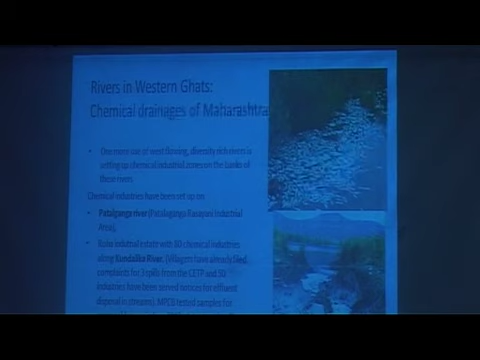 Rivers in Western Ghats:
Chemical drainages of Maharashtra
• One more use of west flowing, diversity rich rivers is
setting up chemical industrial zones on the banks of
these rivers.
Chemical industries have been set up on
• Patalganga river (Patalaganga Rasayani Industrial
Area),
• Roha industrial estate with 80 chemical industries
along Kundalika River. (Villagers have already filed
complaints for 3 spills from the CETP and 30
industries have been served notices for effluent
disposal in streams). MPCB tested samples for